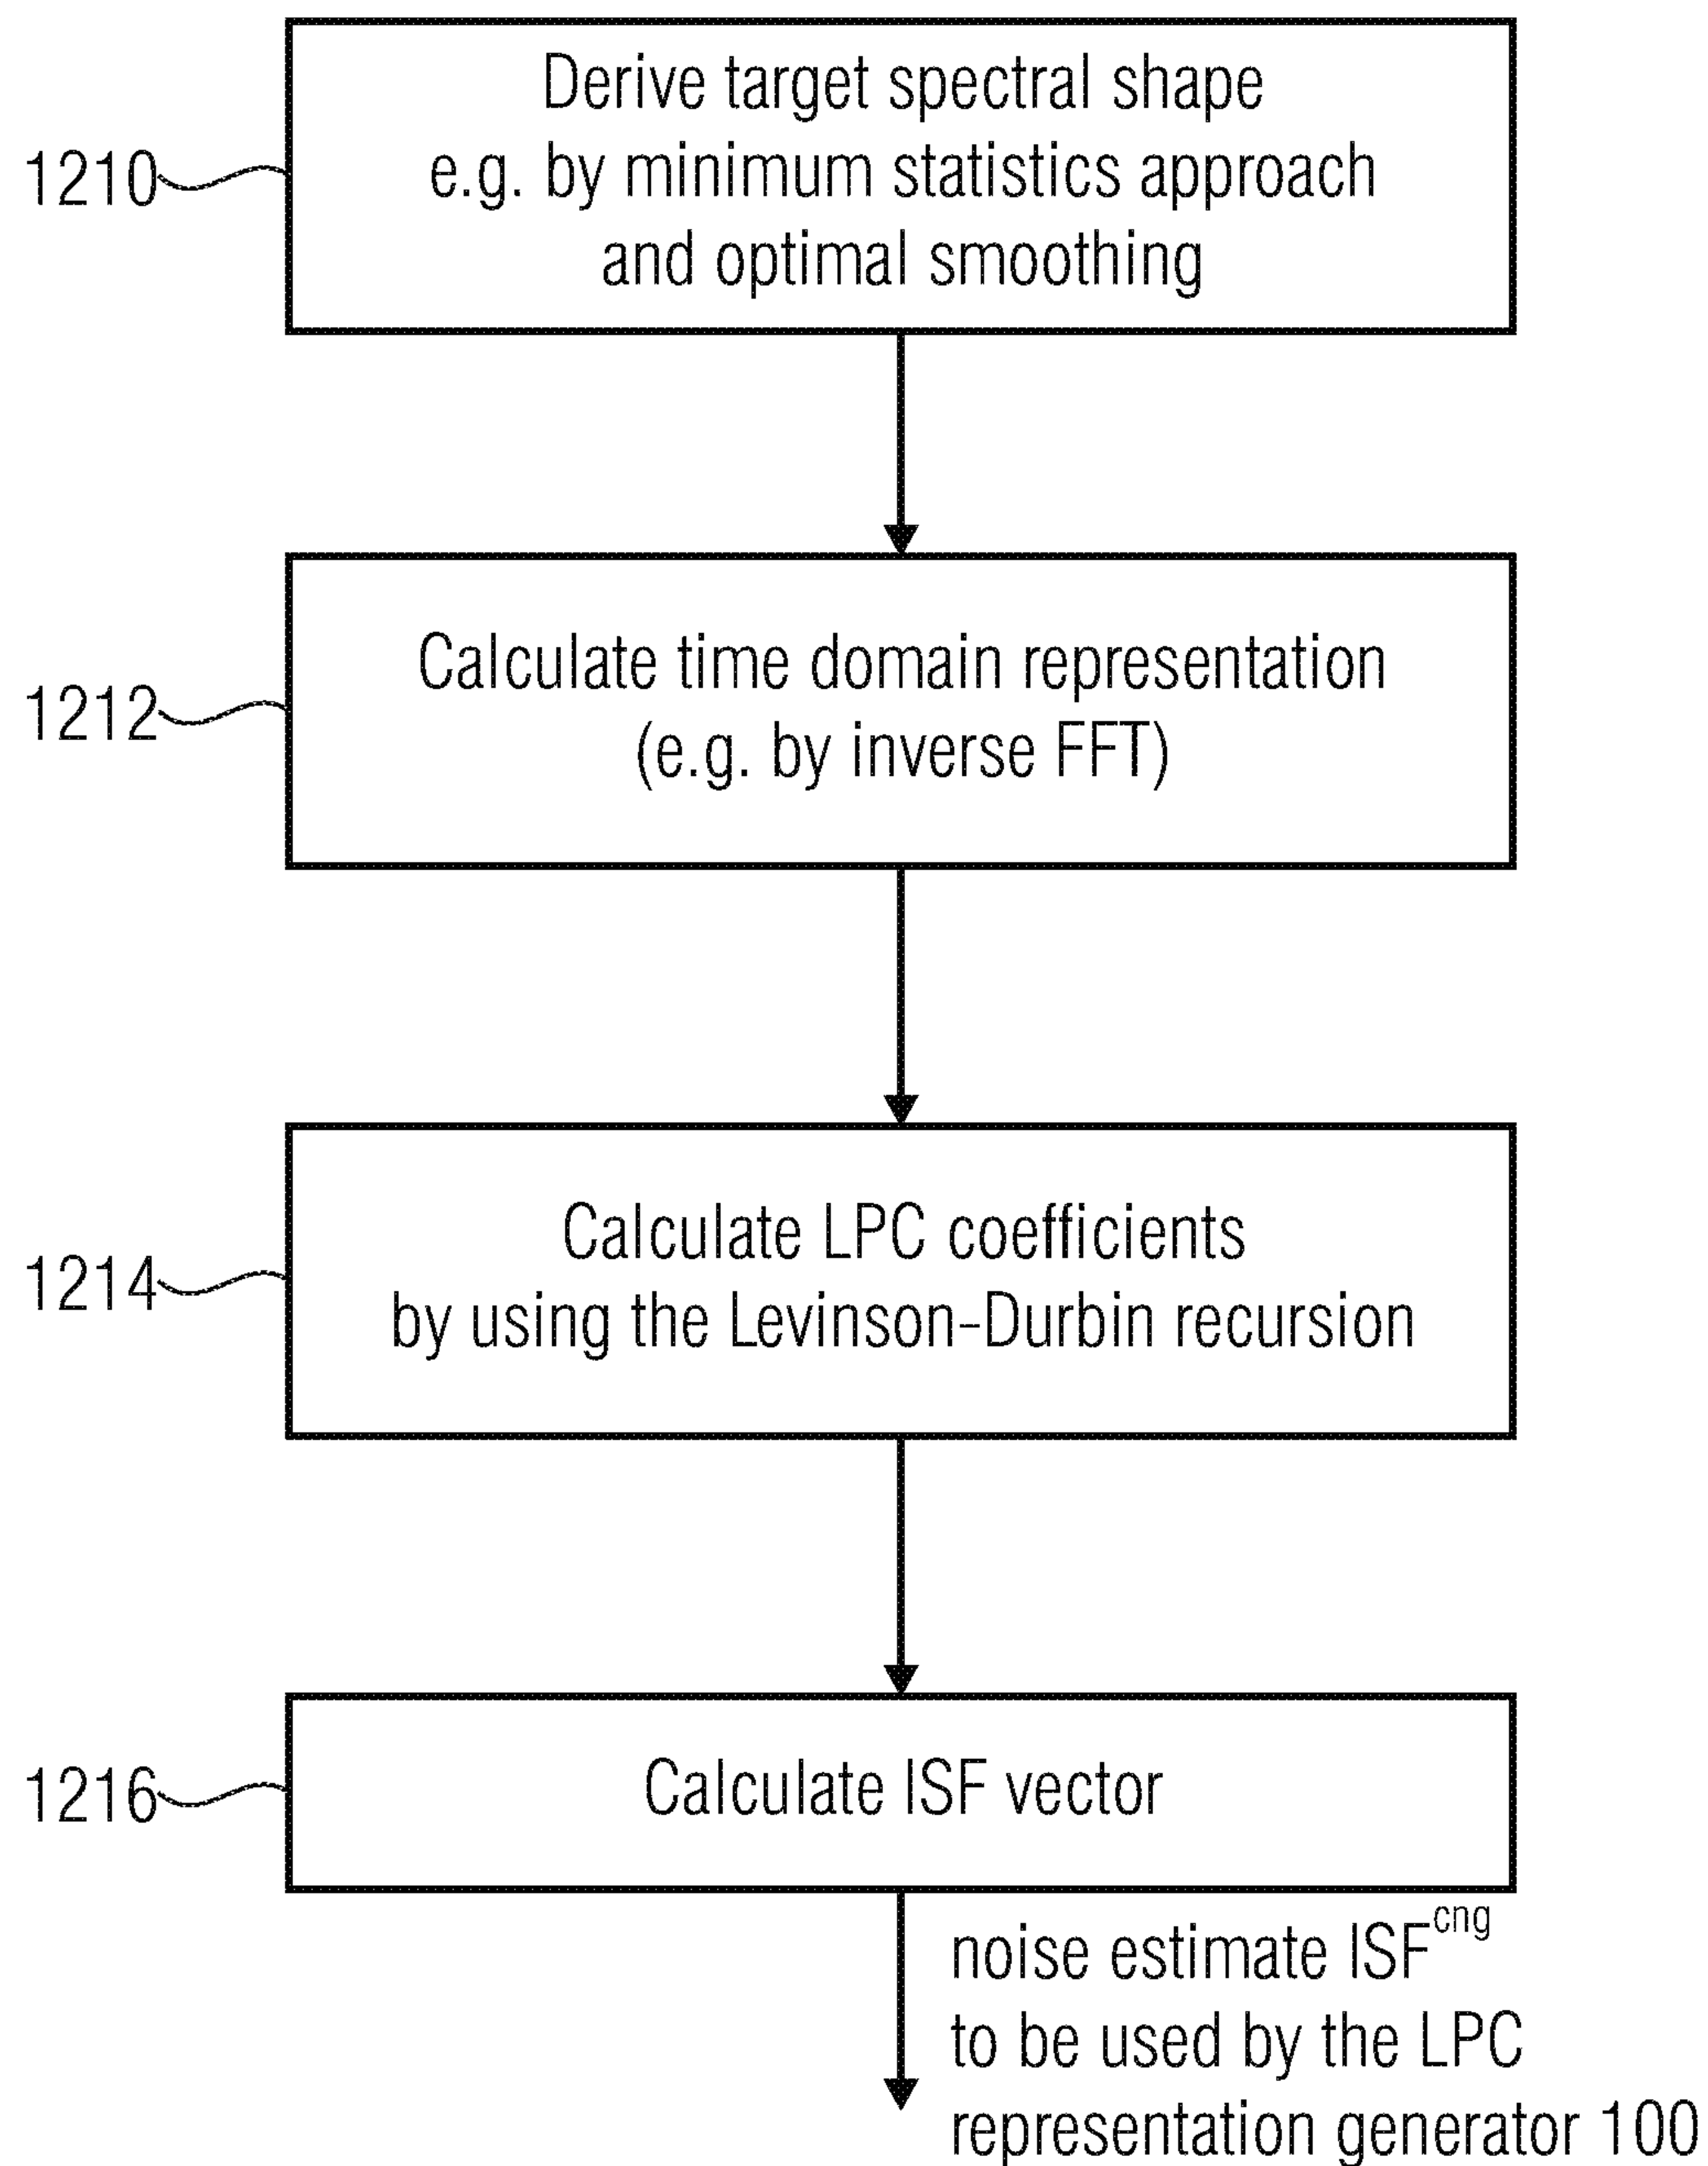 Derive target spectral shape
e.g. by minimum statistics approach
and optimal smoothing
1210
Calculate time domain representation
(e.g. by inverse FFT)
1212
Calculate LPC coefficients
by using the Levinson-Durbin recursion
1214
Calculate ISF vector
1216
noise estimate ISF^cng
to be used by the LPC
representation generator 100